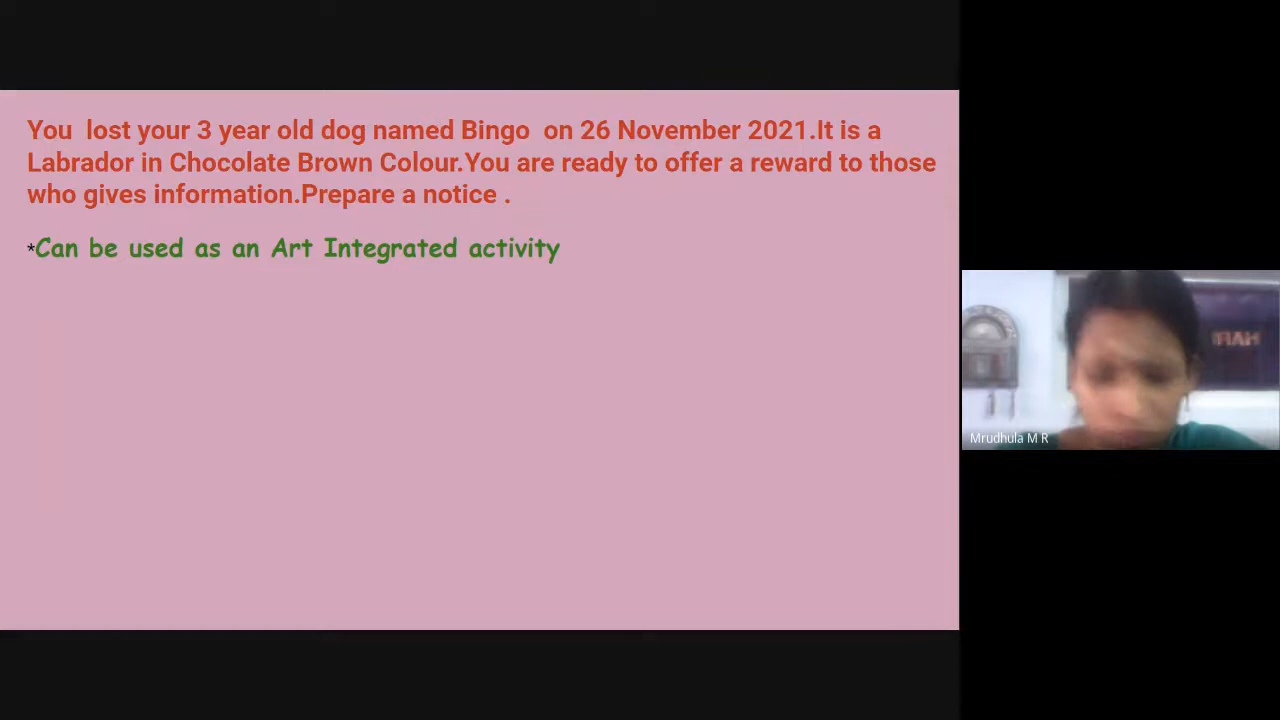 You lost your 3 year old dog named Bingo on 26 November 2021.It is a
Labrador in Chocolate Brown Colour.You are ready to offer a reward to those
who gives information.Prepare a notice .
*Can be used as an Art Integrated activity
Mrudhula M R